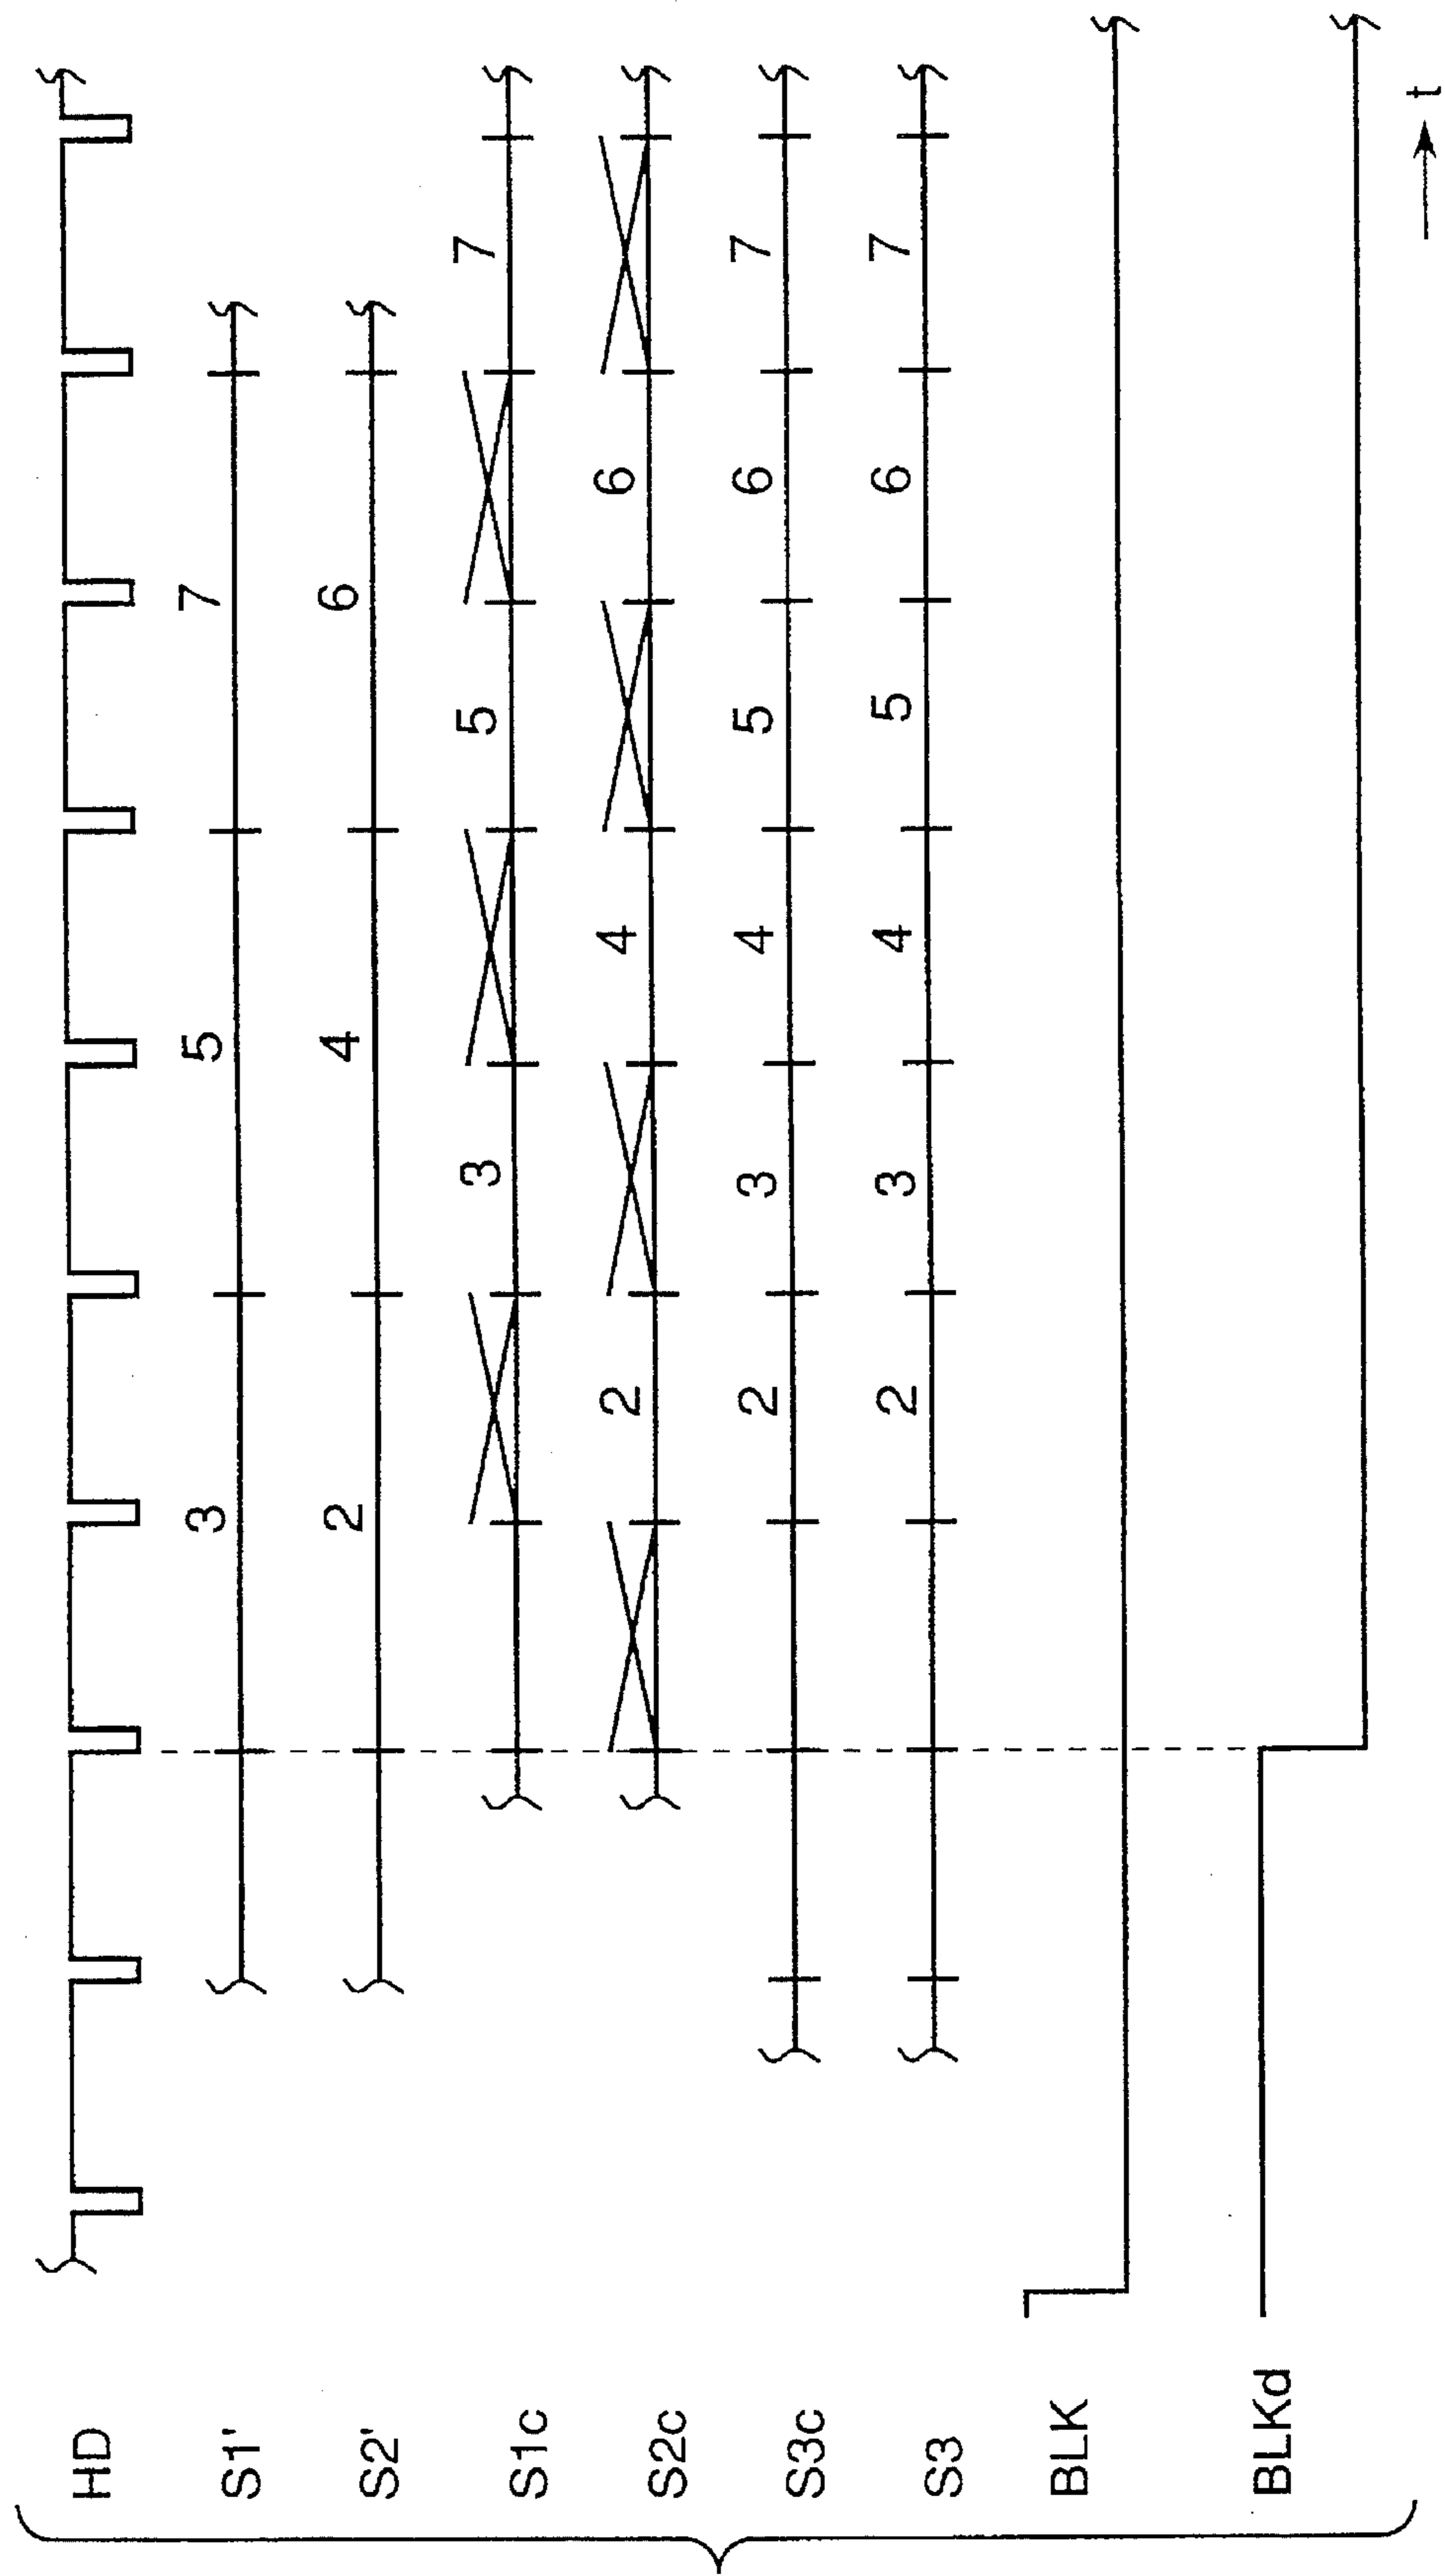 HD
S1' 3 5 7
S2' 2 4 6
S1c 3 5 7
S2c 2 4 6
S3c 2 3 4 5 6 7
S3 2 3 4 5 6 7
BLK
BLKd
t